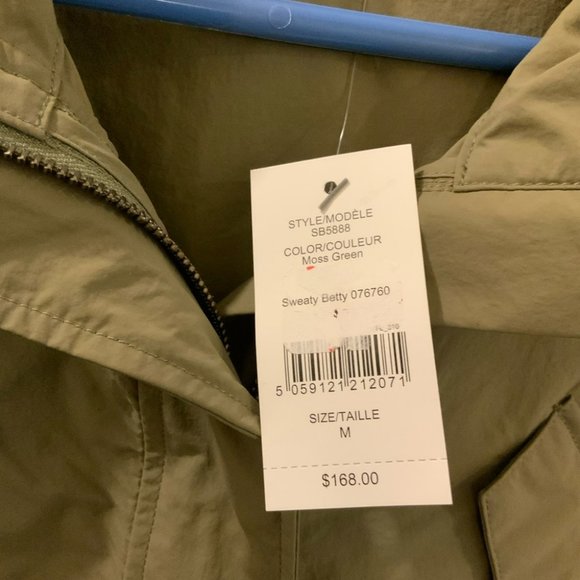 STYLE/MODÈLE
SB5888
COLOR/COULEUR
Moss Green
Sweaty Betty 076760
5 059121 212071
SIZE/TAILLE
M
$168.00